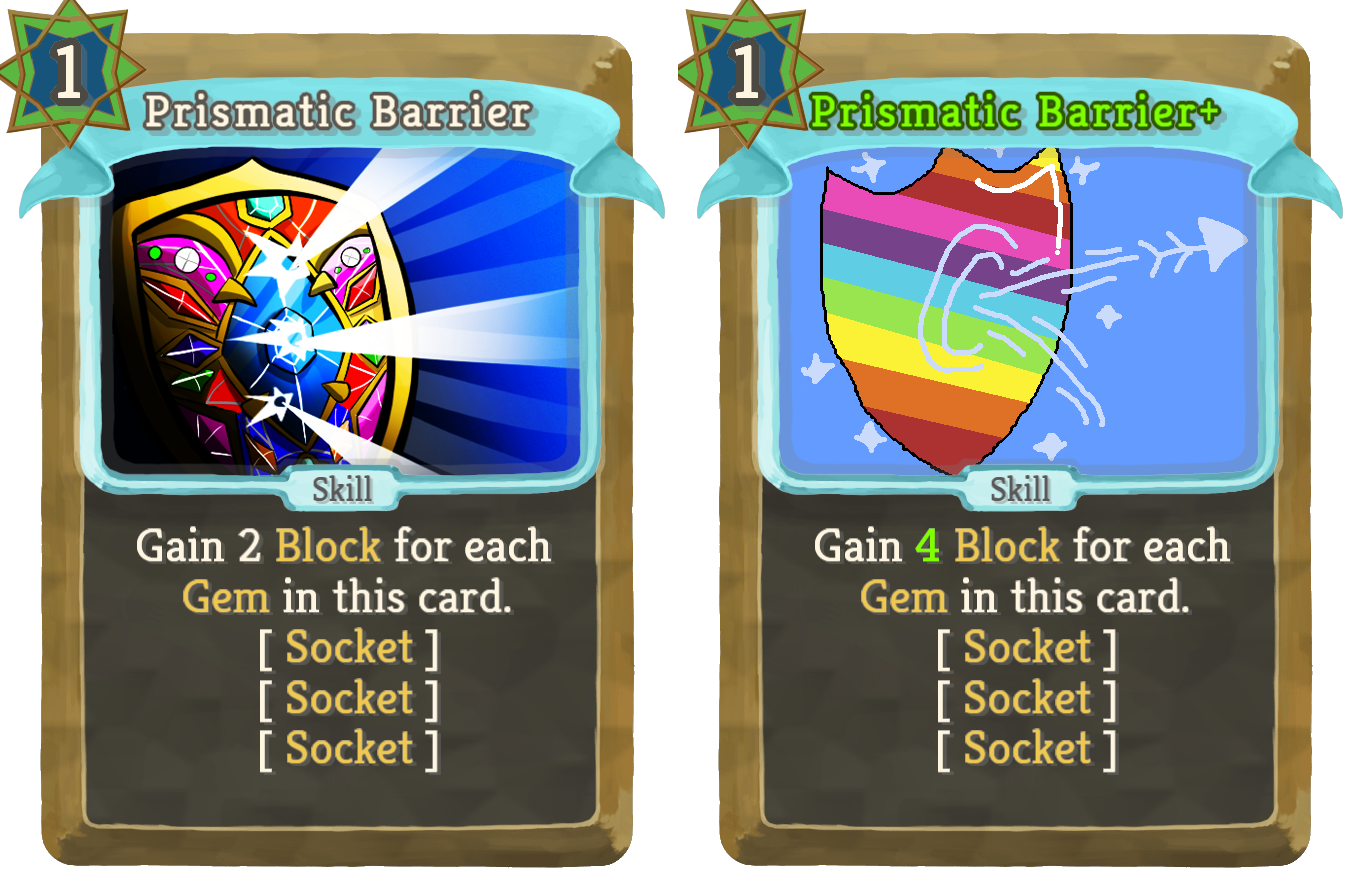 1
Prismatic Barrier
Skill
Gain 2 Block for each
Gem in this card.
[ Socket ]
[ Socket ]
[ Socket ]
1
Prismatic Barrier+
Skill
Gain 4 Block for each
Gem in this card.
[ Socket ]
[ Socket ]
[ Socket ]